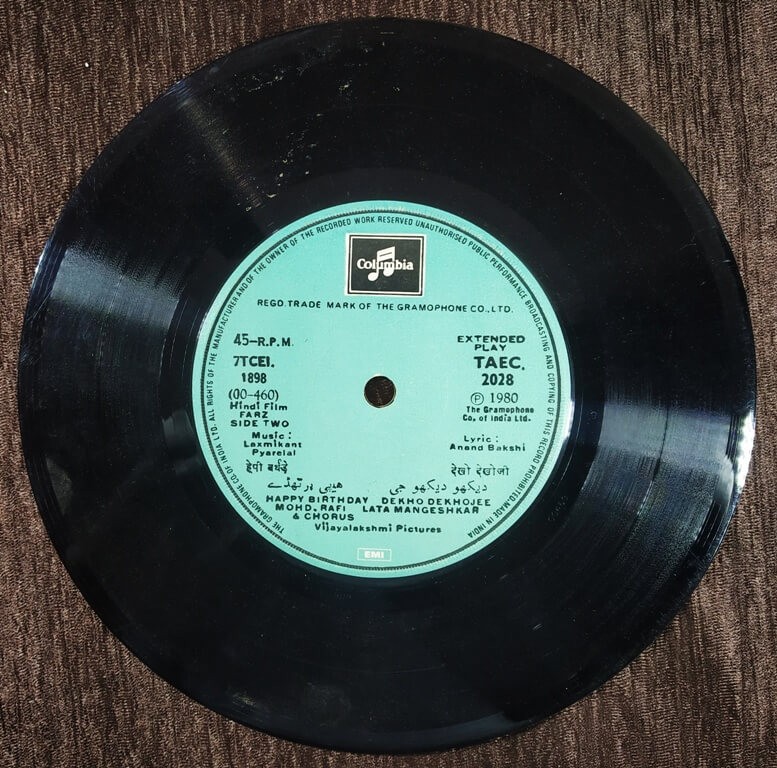 THE GRAMOPHONE CO. OF INDIA LTD. ALL RIGHTS OF THE MANUFACTURER AND OF THE OWNER OF THE RECORDED WORK RESERVED UNAUTHORISED PUBLIC PERFORMANCE BROADCASTING AND COPYING OF THIS RECORD PROHIBITED. MADE IN INDIA
Columbia
REGD. TRADE MARK OF THE GRAMOPHONE CO., LTD.
45–R.P.M. EXTENDED PLAY
7TCEI. TAEC.
1898 2028
(00-460) Ⓟ 1980
Hindi Film The Gramophone
FARZ Co. of India Ltd.
SIDE TWO
Music : Lyric :
Laxmikant Anand Bakshi
Pyarelal
हेपी बर्थडे देखो देखोजी
ہیپی برتھڈے دیکھو دیکھو جی
HAPPY BIRTHDAY DEKHO DEKHOJEE
MOHD. RAFI LATA MANGESHKAR
& CHORUS
Vijayalakshmi Pictures
EMI